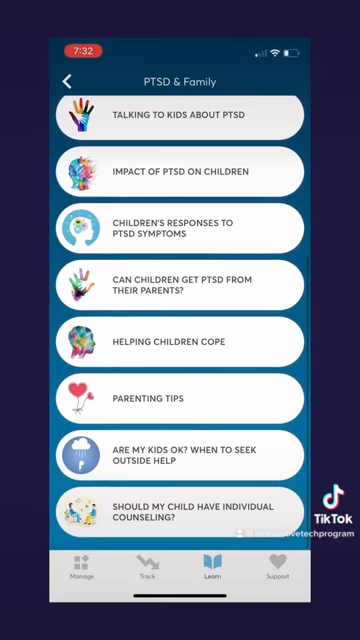 7:32
PTSD & Family
TALKING TO KIDS ABOUT PTSD
IMPACT OF PTSD ON CHILDREN
CHILDREN'S RESPONSES TO
PTSD SYMPTOMS
CAN CHILDREN GET PTSD FROM
THEIR PARENTS?
HELPING CHILDREN COPE
PARENTING TIPS
ARE MY KIDS OK? WHEN TO SEEK
OUTSIDE HELP
SHOULD MY CHILD HAVE INDIVIDUAL
COUNSELING?
TikTok
Manage
Track
Learn
Support